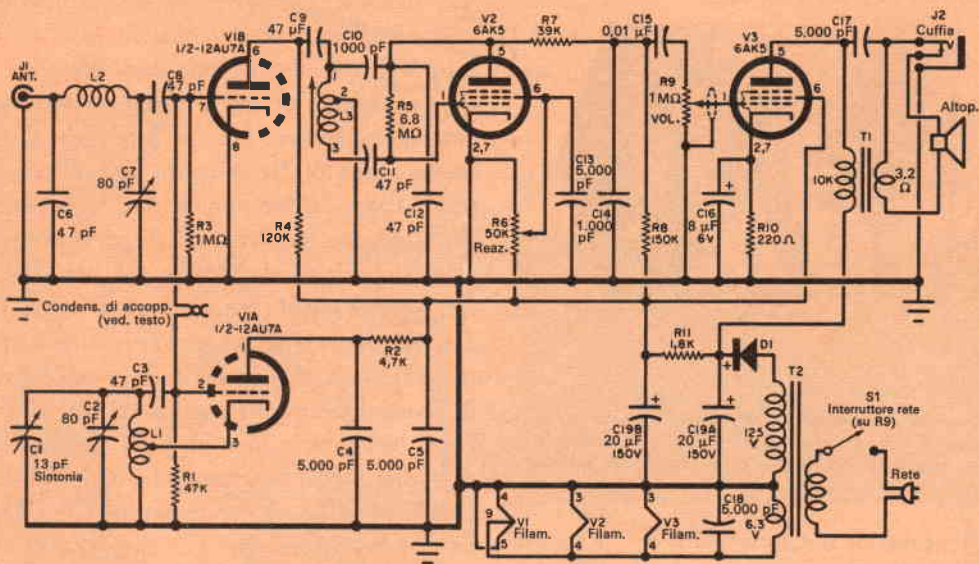 J1
ANT.
L2
C8
47 pF
C7
80 pF
C6
47 pF
V1B
1/2-12AU7A
6
7
8
R3
1MΩ
R4
120K
C9
47 µF
C10
1000 pF
1
2
L3
3
C11
47 pF
R5
6,8
MΩ
V2
6AK5
5
1
6
2,7
C12
47 pF
R6
50K
Reaz.
R7
39K
C13
5.000
pF
C14
1.000
pF
0,01 µF
C15
R9
1MΩ
VOL.
R8
150K
V3
6AK5
5
1
6
2,7
C16
8 µF
6V
R10
220Ω
C17
5.000 pF
J2
Cuffia
Altop.
T1
10K
3,2
Ω
Condens. di accopp.
(ved. testo)
V1A
1/2-12AU7A
1
2
3
R2
4,7K
C3
47 pF
C2
80 pF
L1
C1
13 pF
Sintonia
R1
47K
C4
5.000 pF
C5
5.000 pF
R11
1,8K
D1
C19B
20 µF
150V
C19A
20 µF
150V
T2
125
V
S1
Interruttore rete
(su R9)
Rete
C18
5.000 pF
6.3
V
4
9
5
V1
Filam.
3
4
V2
Filam.
3
4
V3
Filam.